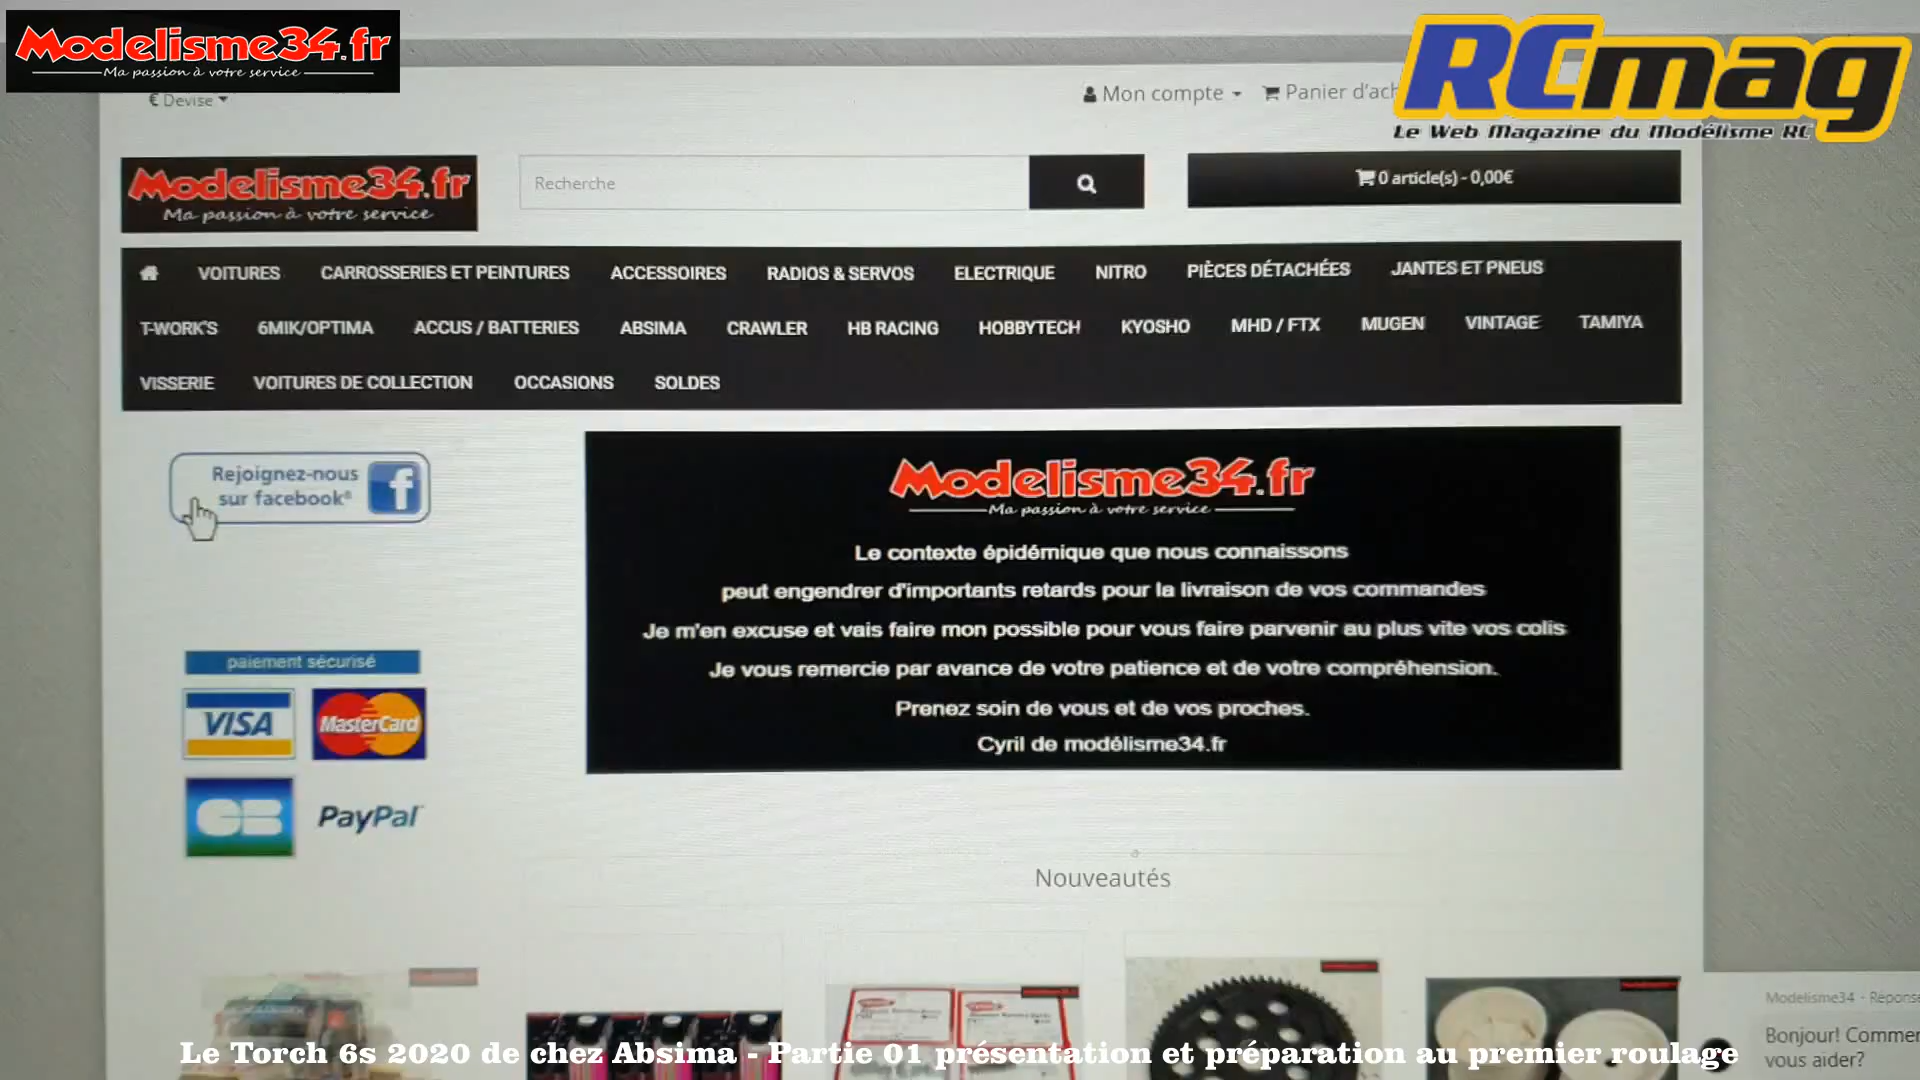 Modelisme34.fr
Ma passion à votre service
RCmag
Le Web Magazine du Modélisme RC
€ Devise
Mon compte
Panier d'ach
Modelisme34.fr
Ma passion à votre service
Recherche
0 article(s) - 0,00€
VOITURES CARROSSERIES ET PEINTURES ACCESSOIRES RADIOS & SERVOS ELECTRIQUE NITRO PIÈCES DÉTACHÉES JANTES ET PNEUS
T-WORK'S 6MIK/OPTIMA ACCUS / BATTERIES ABSIMA CRAWLER HB RACING HOBBYTECH KYOSHO MHD / FTX MUGEN VINTAGE TAMIYA
VISSERIE VOITURES DE COLLECTION OCCASIONS SOLDES
Rejoignez-nous
sur facebook®
f
Modelisme34.fr
Ma passion à votre service
Le contexte épidémique que nous connaissons
peut engendrer d'importants retards pour la livraison de vos commandes
Je m'en excuse et vais faire mon possible pour vous faire parvenir au plus vite vos colis
Je vous remercie par avance de votre patience et de votre compréhension.
Prenez soin de vous et de vos proches.
Cyril de modélisme34.fr
paiement sécurisé
VISA
MasterCard
CB
PayPal
Nouveautés
Modelisme34 - Réponse
Bonjour! Commen
vous aider?
Le Torch 6s 2020 de chez Absima - Partie 01 présentation et préparation au premier roulage